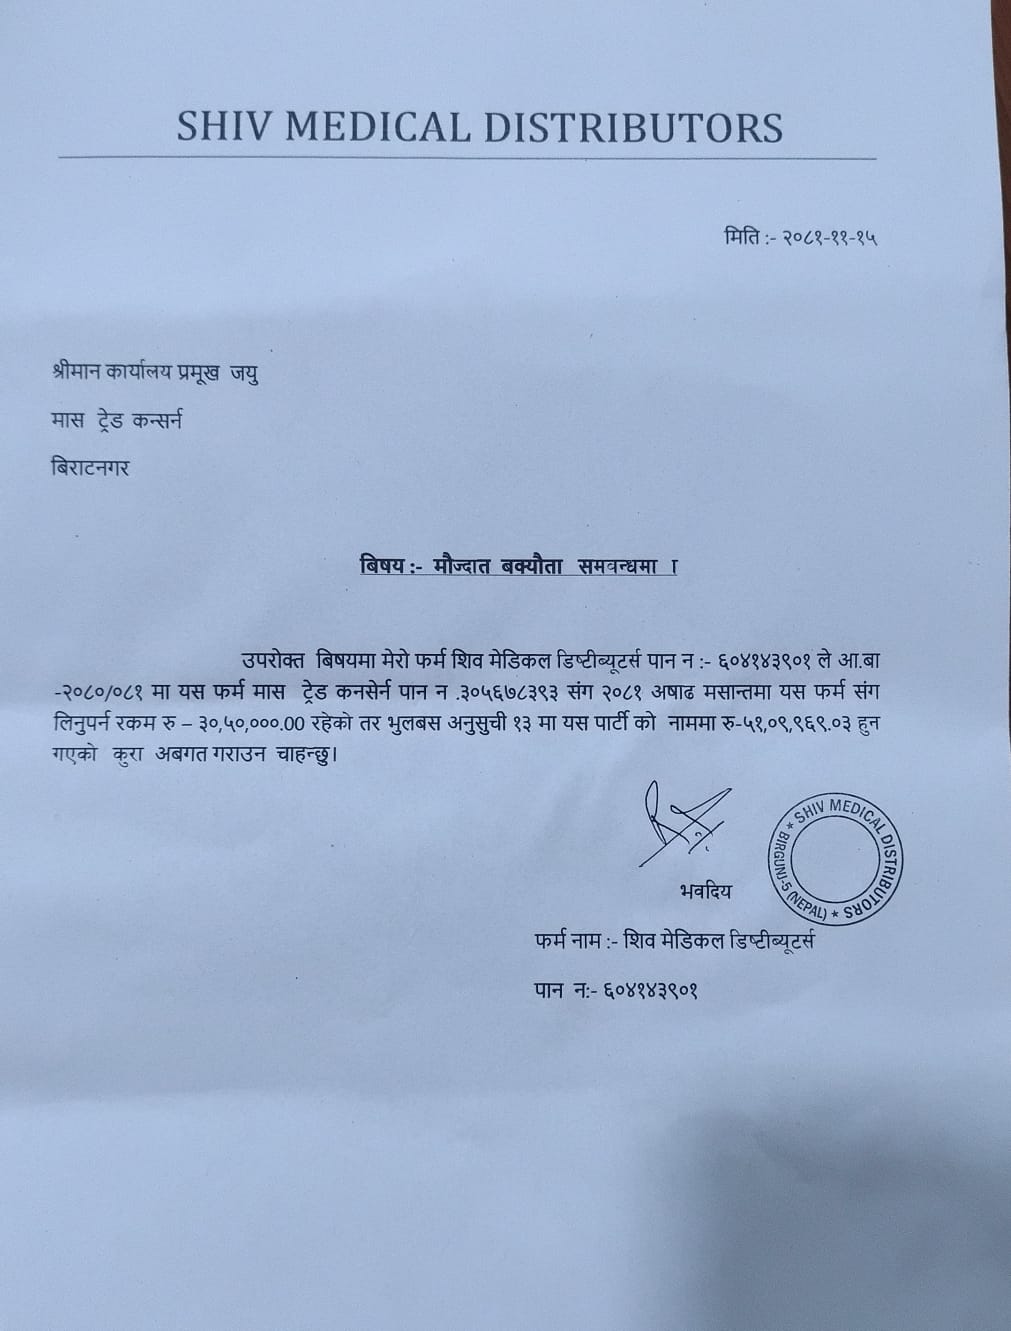 SHIV MEDICAL DISTRIBUTORS
मिति :- २०८१-११-१५
श्रीमान कार्यालय प्रमूख जयु
मास ट्रेड कन्सर्न
बिराटनगर
बिषय :- मौज्दात बक्यौता समवन्धमा ।
उपरोक्त बिषयमा मेरो फर्म शिव मेडिकल डिष्टीब्यूटर्स पान न :- ६०४१४३९०१ ले आ.बा
-२०८०/०८१ मा यस फर्म मास ट्रेड कनसेर्न पान न .३०५६७८३९३ संग २०८१ अषाढ मसान्तमा यस फर्म संग
लिनुपर्न रकम रु – ३०,५०,०००.00 रहेको तर भुलबस अनुसुची १३ मा यस पार्टी को नाममा रु-५१,०९,९६९.०३ हुन
गएको कुरा अबगत गराउन चाहन्छु।
SHIV MEDICAL DISTRIBUTORS ★ BIRGUNJ-5 (NEPAL) ★
भवदिय
फर्म नाम :- शिव मेडिकल डिष्टीब्यूटर्स
पान न:- ६०४१४३९०१